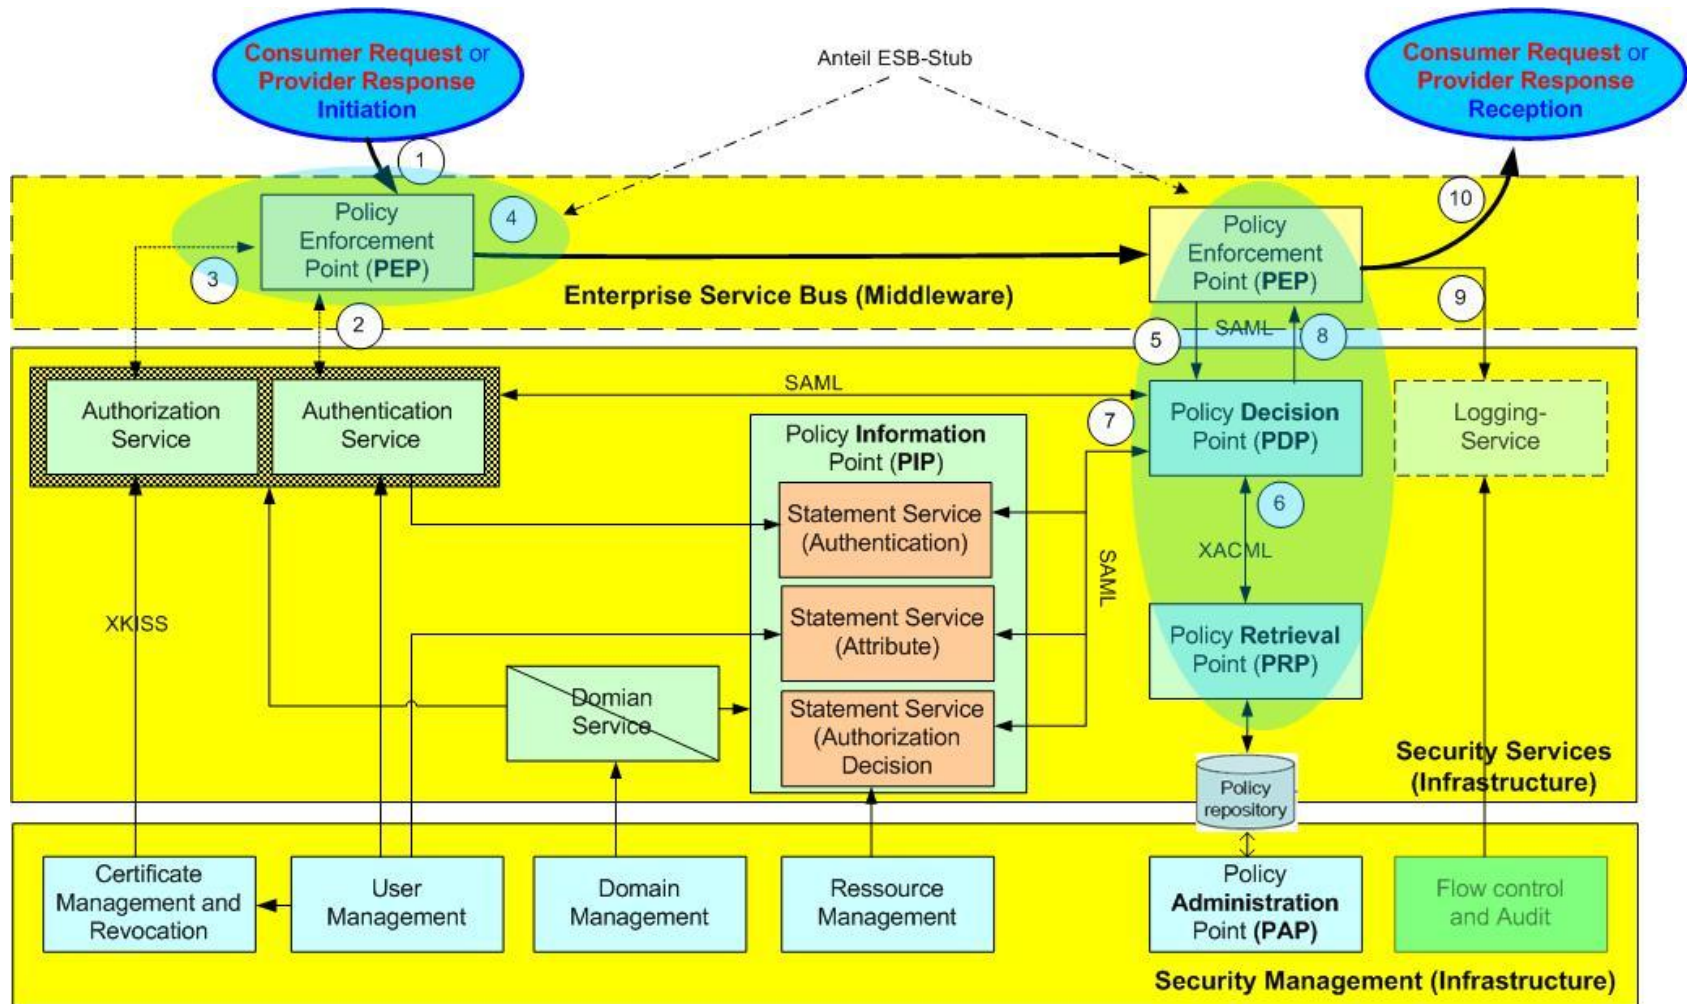 Consumer Request or
Provider Response
Initiation
Anteil ESB-Stub
Consumer Request or
Provider Response
Reception
1
Policy
Enforcement
Point (PEP)
4
3
2
Enterprise Service Bus (Middleware)
Policy
Enforcement
Point (PEP)
10
9
5
SAML
8
Authorization
Service
Authentication
Service
SAML
Policy Information
Point (PIP)
7
Policy Decision
Point (PDP)
Logging-
Service
Statement Service
(Authentication)
6
XACML
SAML
XKISS
Statement Service
(Attribute)
Policy Retrieval
Point (PRP)
Domian
Service
Statement Service
(Authorization
Decision
Security Services
(Infrastructure)
Policy
repository
Certificate
Management and
Revocation
User
Management
Domain
Management
Ressource
Management
Policy
Administration
Point (PAP)
Flow control
and Audit
Security Management (Infrastructure)